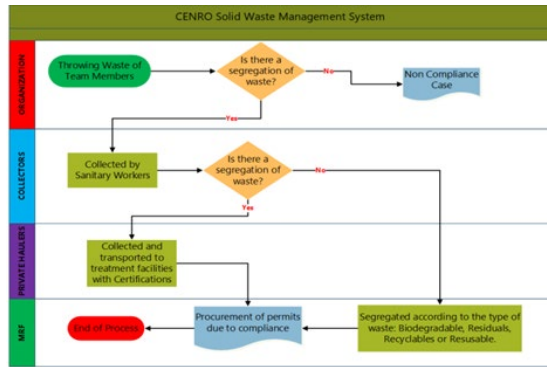 CENRO Solid Waste Management System
ORGANIZATION
Throwing Waste of
Team Members
Is there a
segregation of
waste?
No
Non Compliance
Case
Yes
COLLECTORS
Collected by
Sanitary Workers
Is there a
segregation of
waste?
No
Yes
PRIVATE HAULERS
Collected and
transported to
treatment facilities
with Certifications
MRF
End of Process
Procurement of permits
due to compliance
Segregated according to the type of
waste: Biodegradable, Residuals,
Recyclables or Resusable.